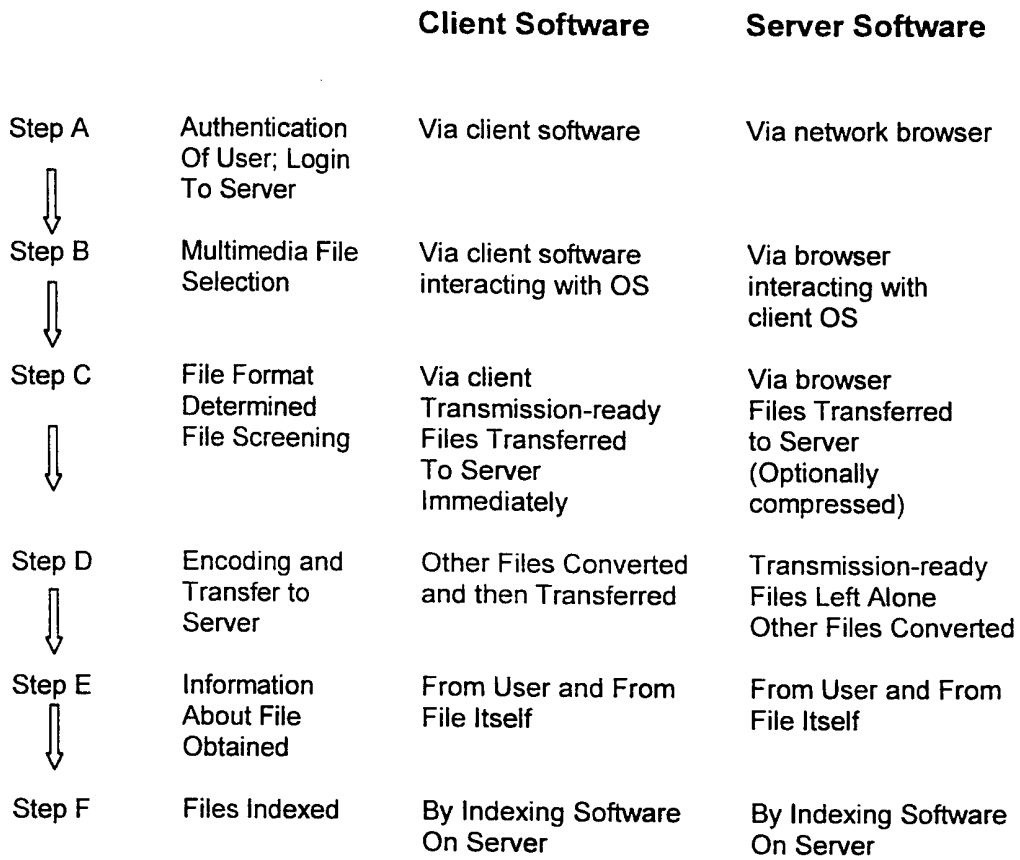 Client Software Server Software
Step A Authentication Via client software Via network browser
Of User; Login
To Server
Step B Multimedia File Via client software Via browser
Selection interacting with OS interacting with
client OS
Step C File Format Via client Via browser
Determined Transmission-ready Files Transferred
File Screening Files Transferred to Server
To Server (Optionally
Immediately compressed)
Step D Encoding and Other Files Converted Transmission-ready
Transfer to and then Transferred Files Left Alone
Server Other Files Converted
Step E Information From User and From From User and From
About File File Itself File Itself
Obtained
Step F Files Indexed By Indexing Software By Indexing Software
On Server On Server